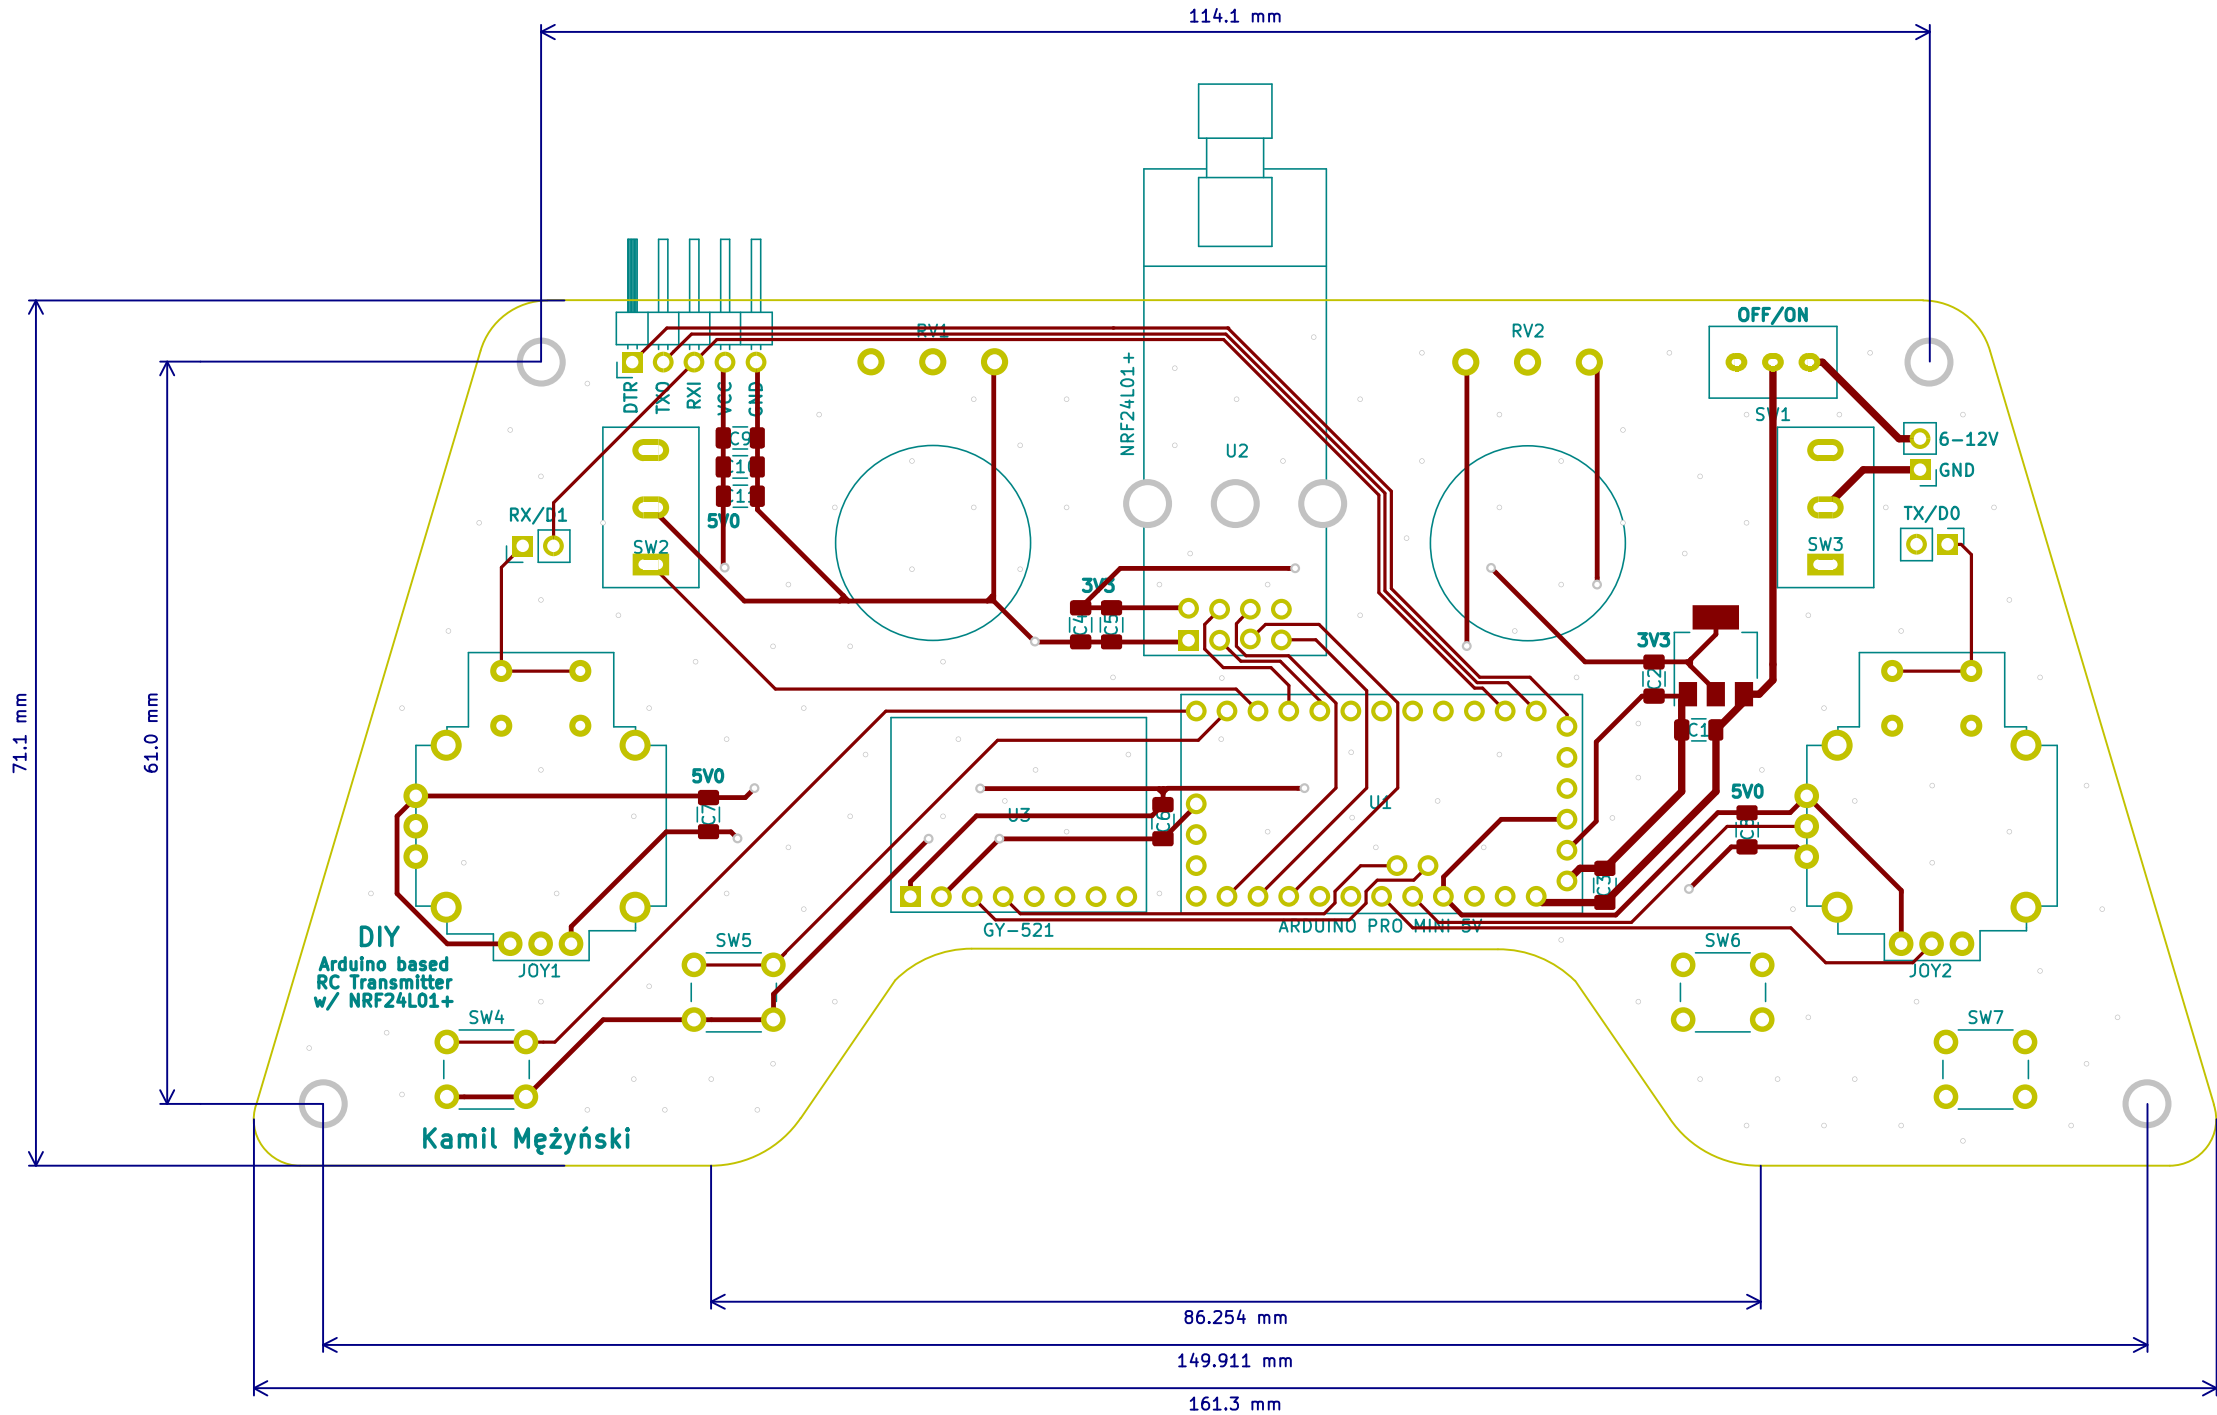 114.1 mm
OFF/ON
RV1
RV2
DTR
TXO
RXI
VCC
GND
NRF24L01+
SW1
C9
U2
6-12V
C10
GND
C11
RX/D1
5V0
TX/D0
SW2
SW3
3V3
C4
C5
3V3
C2
71.1 mm
61.0 mm
C1
5V0
5V0
C7
U3
C6
U1
C3
ARDUINO PRO MINI 5V
GY-521
DIY
Arduino based
RC Transmitter
w/ NRF24L01+
JOY1
SW5
SW6
JOY2
SW4
SW7
Kamil Mężyński
86.254 mm
149.911 mm
161.3 mm